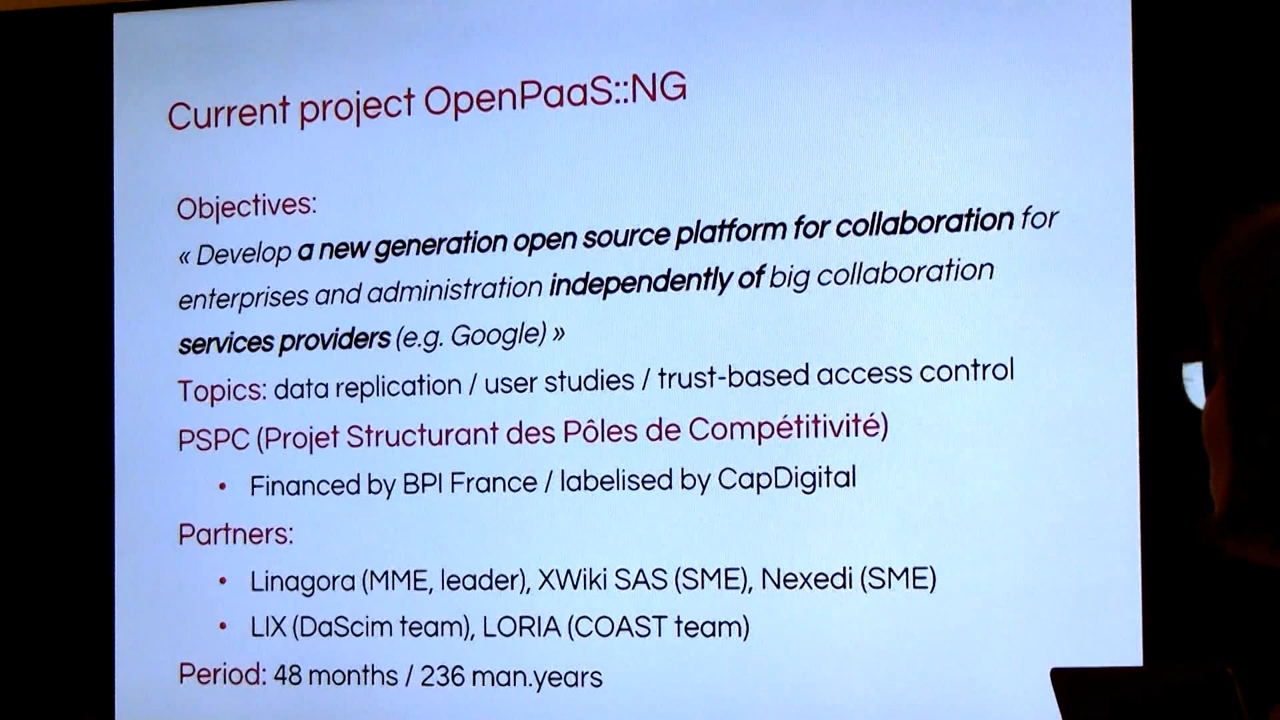 Current project OpenPaaS::NG
Objectives:
« Develop a new generation open source platform for collaboration for
enterprises and administration independently of big collaboration
services providers (e.g. Google) »
Topics: data replication / user studies / trust-based access control
PSPC (Projet Structurant des Pôles de Compétitivité)
• Financed by BPI France / labelised by CapDigital
Partners:
• Linagora (MME, leader), XWiki SAS (SME), Nexedi (SME)
• LIX (DaScim team), LORIA (COAST team)
Period: 48 months / 236 man.years